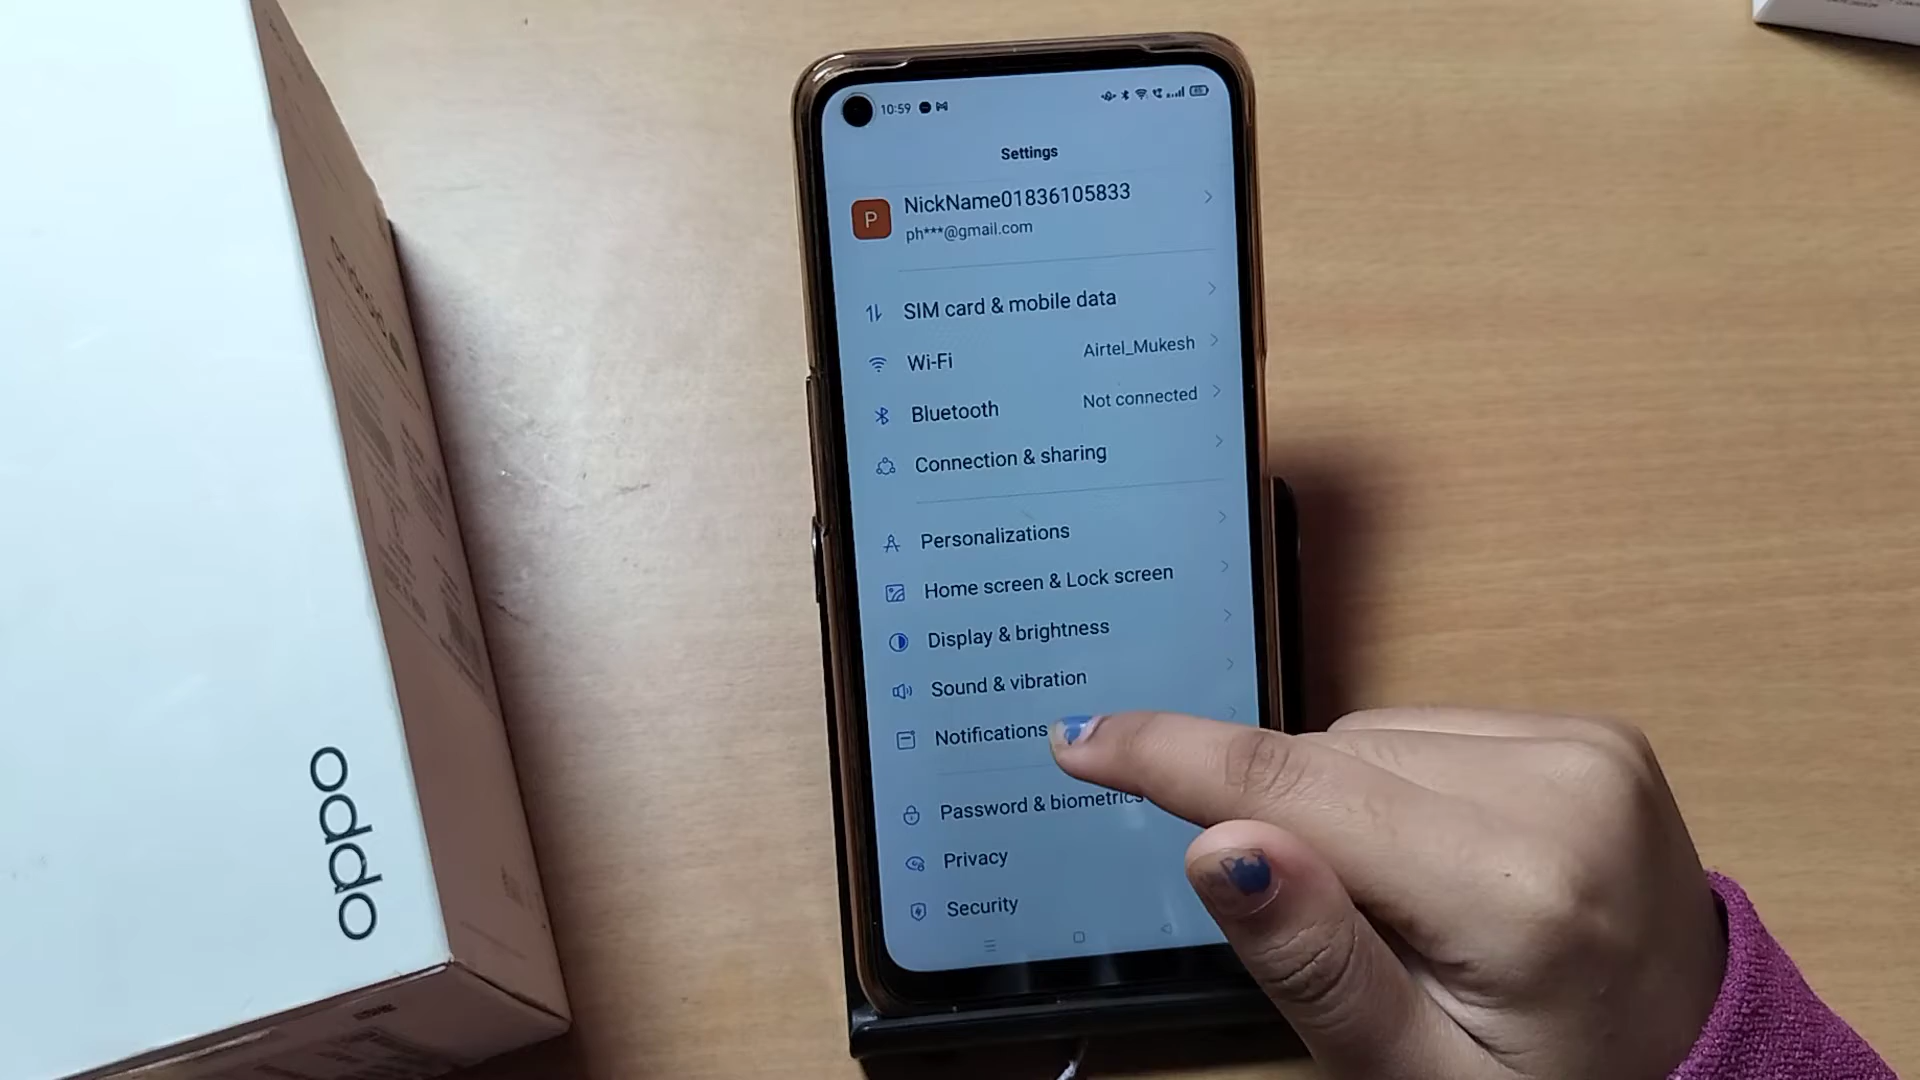 10:59
Settings
P
NickName01836105833
ph***@gmail.com
SIM card & mobile data
Wi-Fi Airtel_Mukesh
Bluetooth Not connected
Connection & sharing
Personalizations
Home screen & Lock screen
Display & brightness
Sound & vibration
Notifications
Password & biometrics
Privacy
Security
oppo